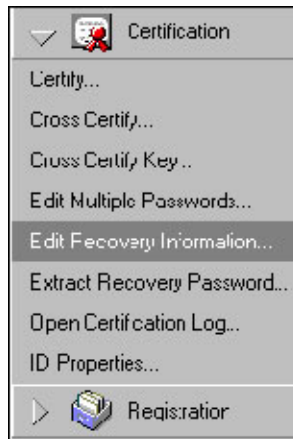 Certification
Certify...
Cross Certify...
Cross Certify Key...
Edit Multiple Passwords...
Edit Recovery Information...
Extract Recovery Password...
Open Certification Log...
ID Properties...
Registration